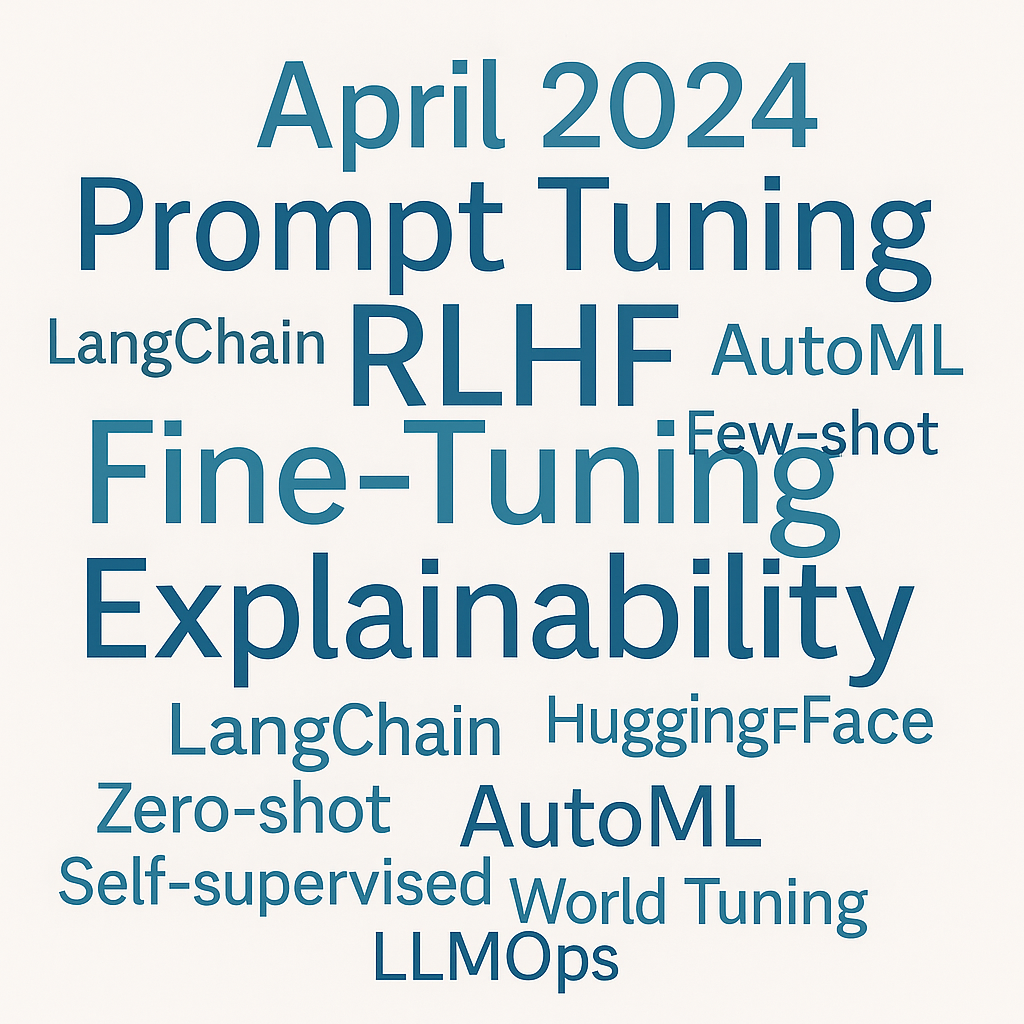 April 2024
Prompt Tuning
LangChain RLHF AutoML
Few-shot
Fine-Tuning
Explainability
LangChain HuggingFFace
Zero-shot AutoML
Self-supervised World Tuning
LLMOps